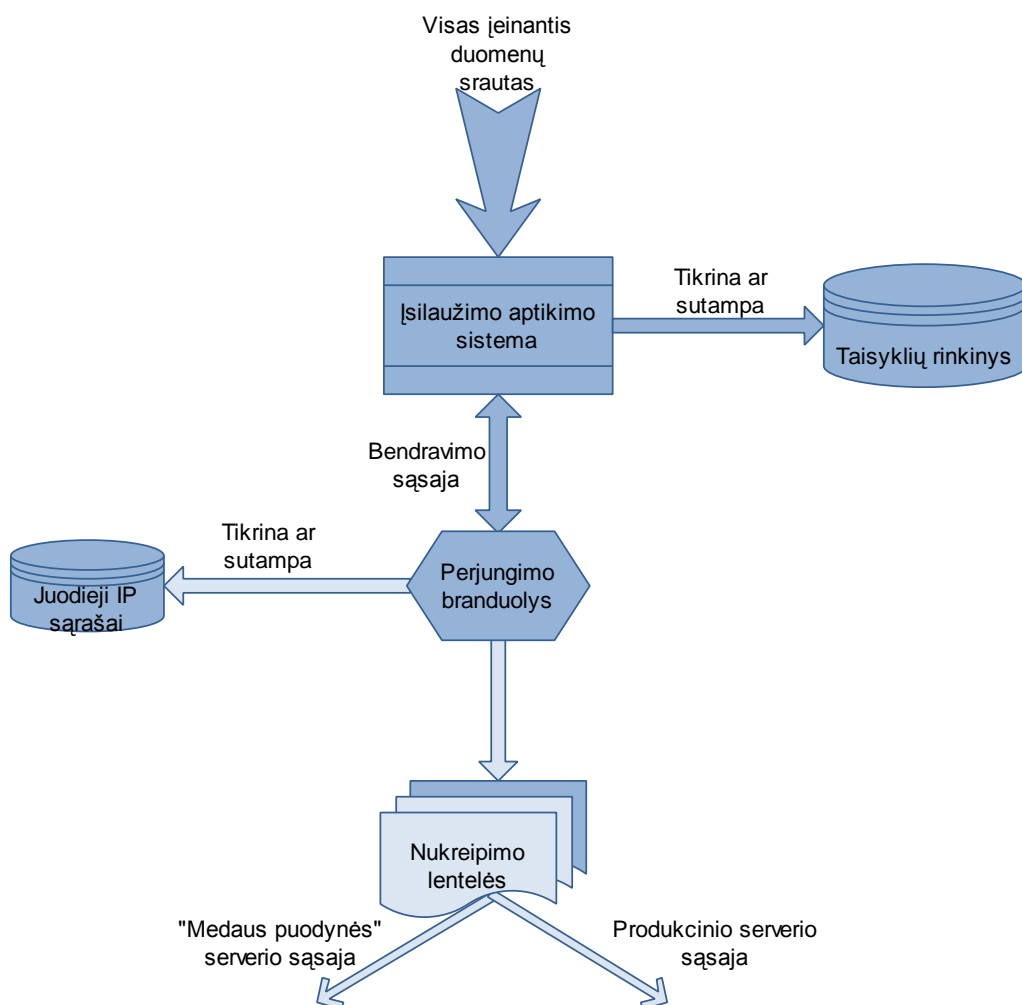 Visas įeinantis
duomenų
srautas
Įsilaužimo aptikimo
sistema
Tikrina ar
sutampa
Taisyklių rinkinys
Bendravimo
sąsaja
Tikrina ar
sutampa
Juodieji IP
sąrašai
Perjungimo
branduolys
Nukreipimo
lentelės
"Medaus puodynės"
serverio sąsaja
Produkcinio serverio
sąsaja